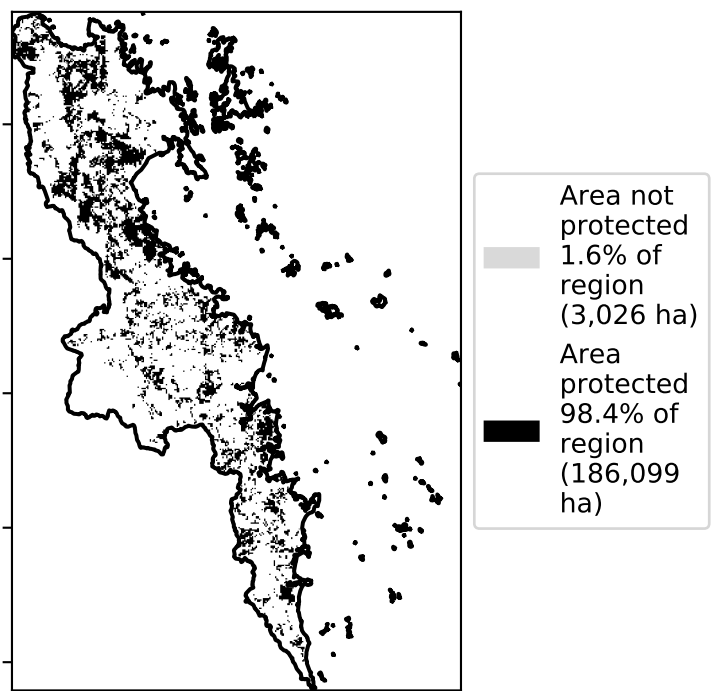 Area not
protected
1.6% of
region
(3,026 ha)
Area
protected
98.4% of
region
(186,099
ha)